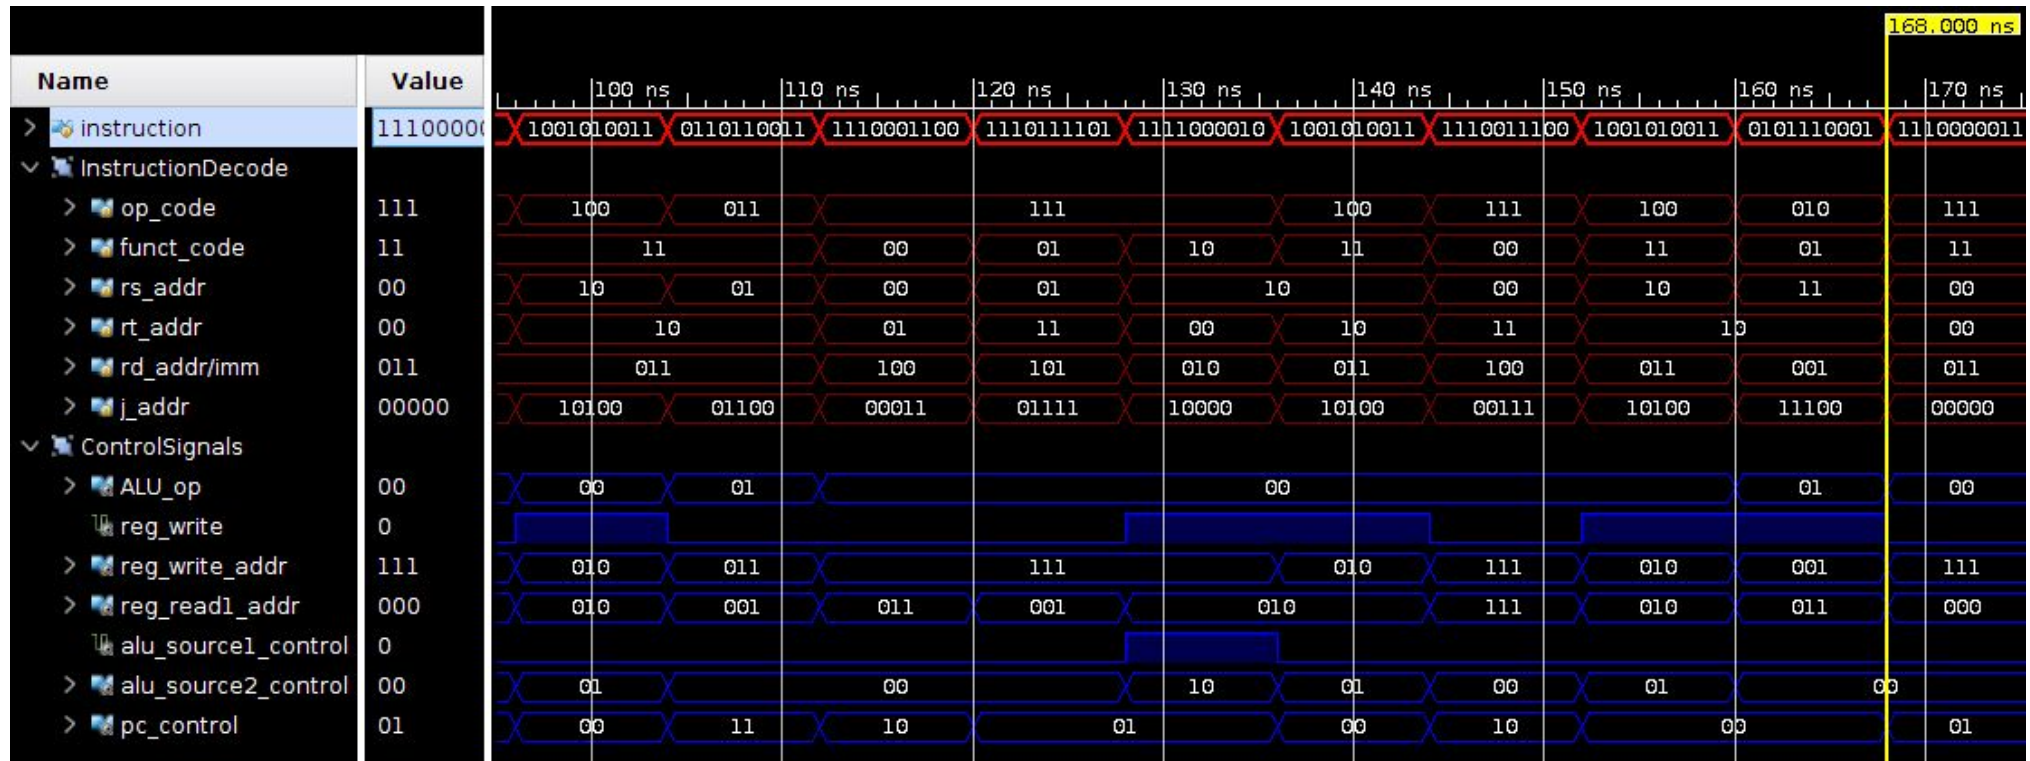 168.000 ns
Name Value 100 ns 110 ns 120 ns 130 ns 140 ns 150 ns 160 ns 170 ns
instruction 11100000 1001010011 0110110011 1110001100 1110111101 1111000010 1001010011 1110011100 1001010011 0101110001 1110000011
InstructionDecode
op_code 111 100 011 111 100 111 100 010 111
funct_code 11 11 00 01 10 11 00 11 01 11
rs_addr 00 10 01 00 01 10 00 10 11 00
rt_addr 00 10 01 11 00 10 11 10 00
rd_addr/imm 011 011 100 101 010 011 100 011 001 011
j_addr 00000 10100 01100 00011 01111 10000 10100 00111 10100 11100 00000
ControlSignals
ALU_op 00 00 01 00 01 00
reg_write 0
reg_write_addr 111 010 011 111 010 111 010 001 111
reg_read1_addr 000 010 001 011 001 010 111 010 011 000
alu_source1_control 0
alu_source2_control 00 01 00 10 01 00 01 00
pc_control 01 00 11 10 01 00 10 00 01